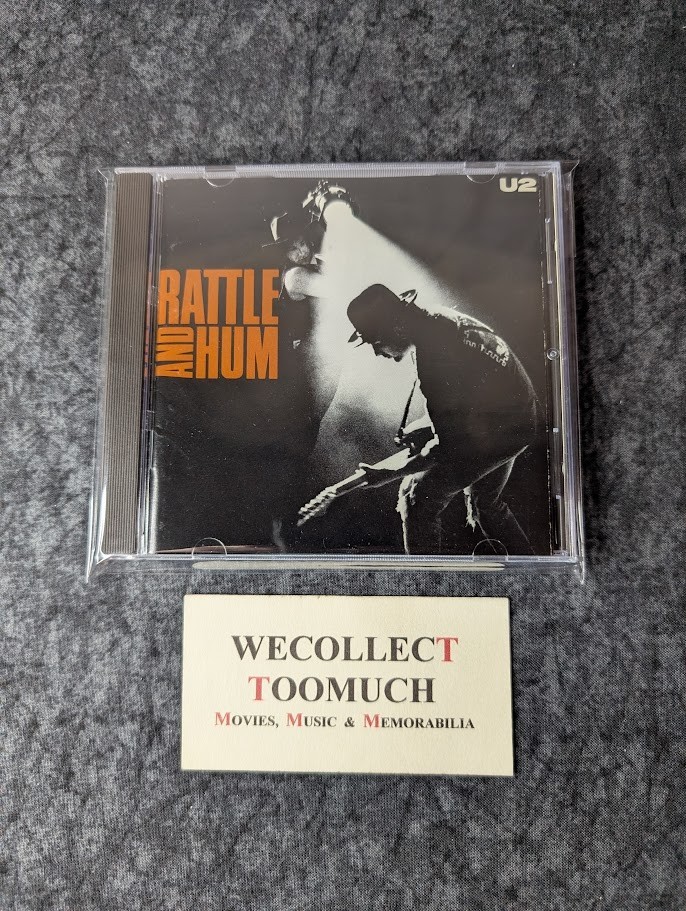 U2
RATTLE
AND HUM
WECOLLECT
TOOMUCH
MOVIES, MUSIC & MEMORABILIA